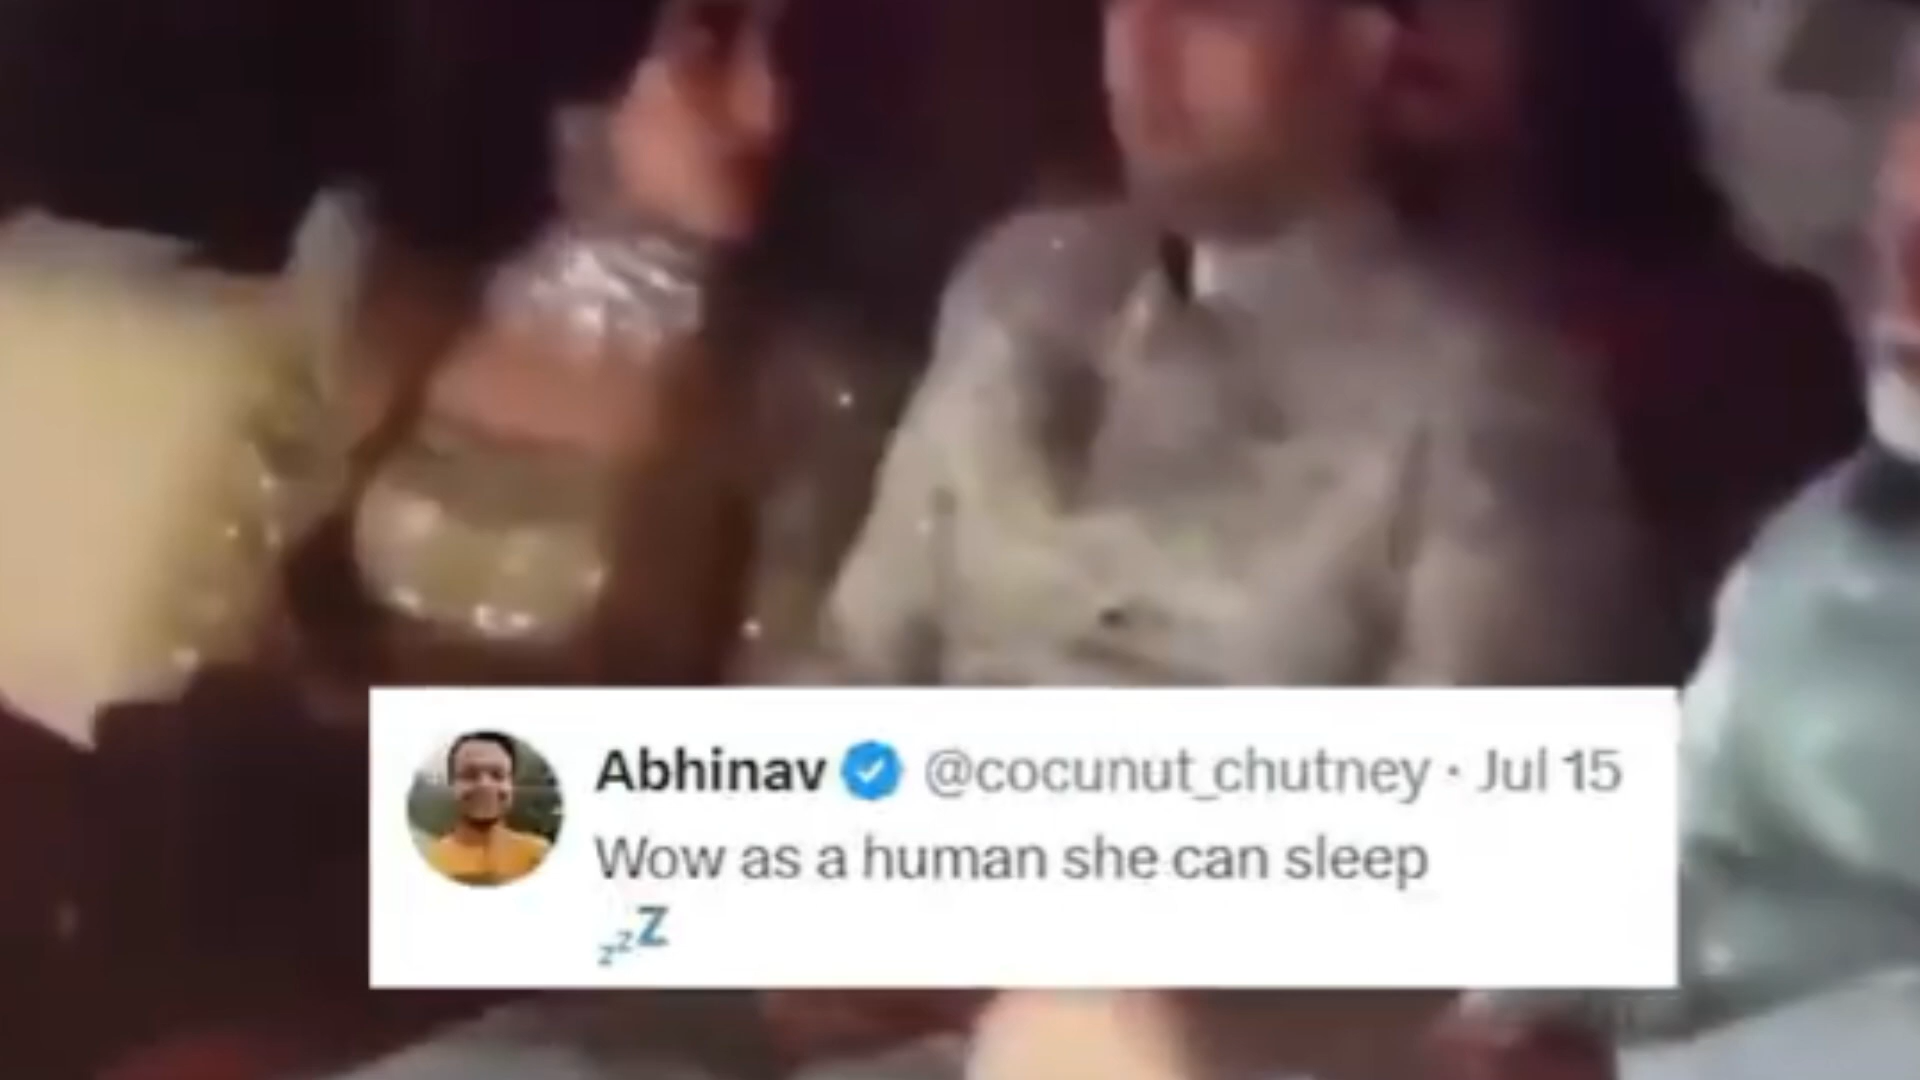 Abhinav @cocunut_chutney · Jul 15
Wow as a human she can sleep
💤